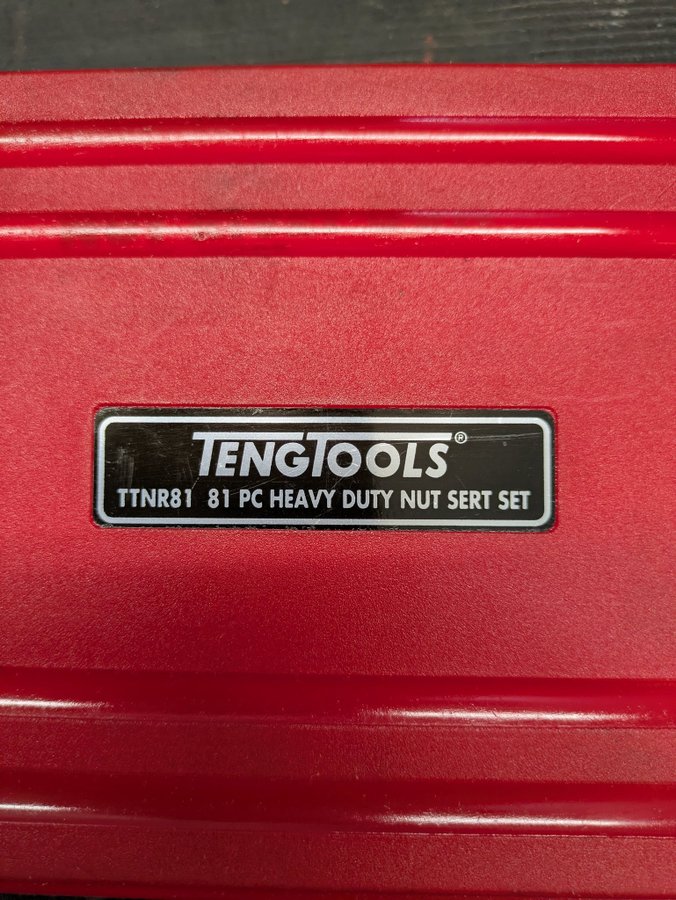 TENGTOOLS®
TTNR81 81 PC HEAVY DUTY NUT SERT SET